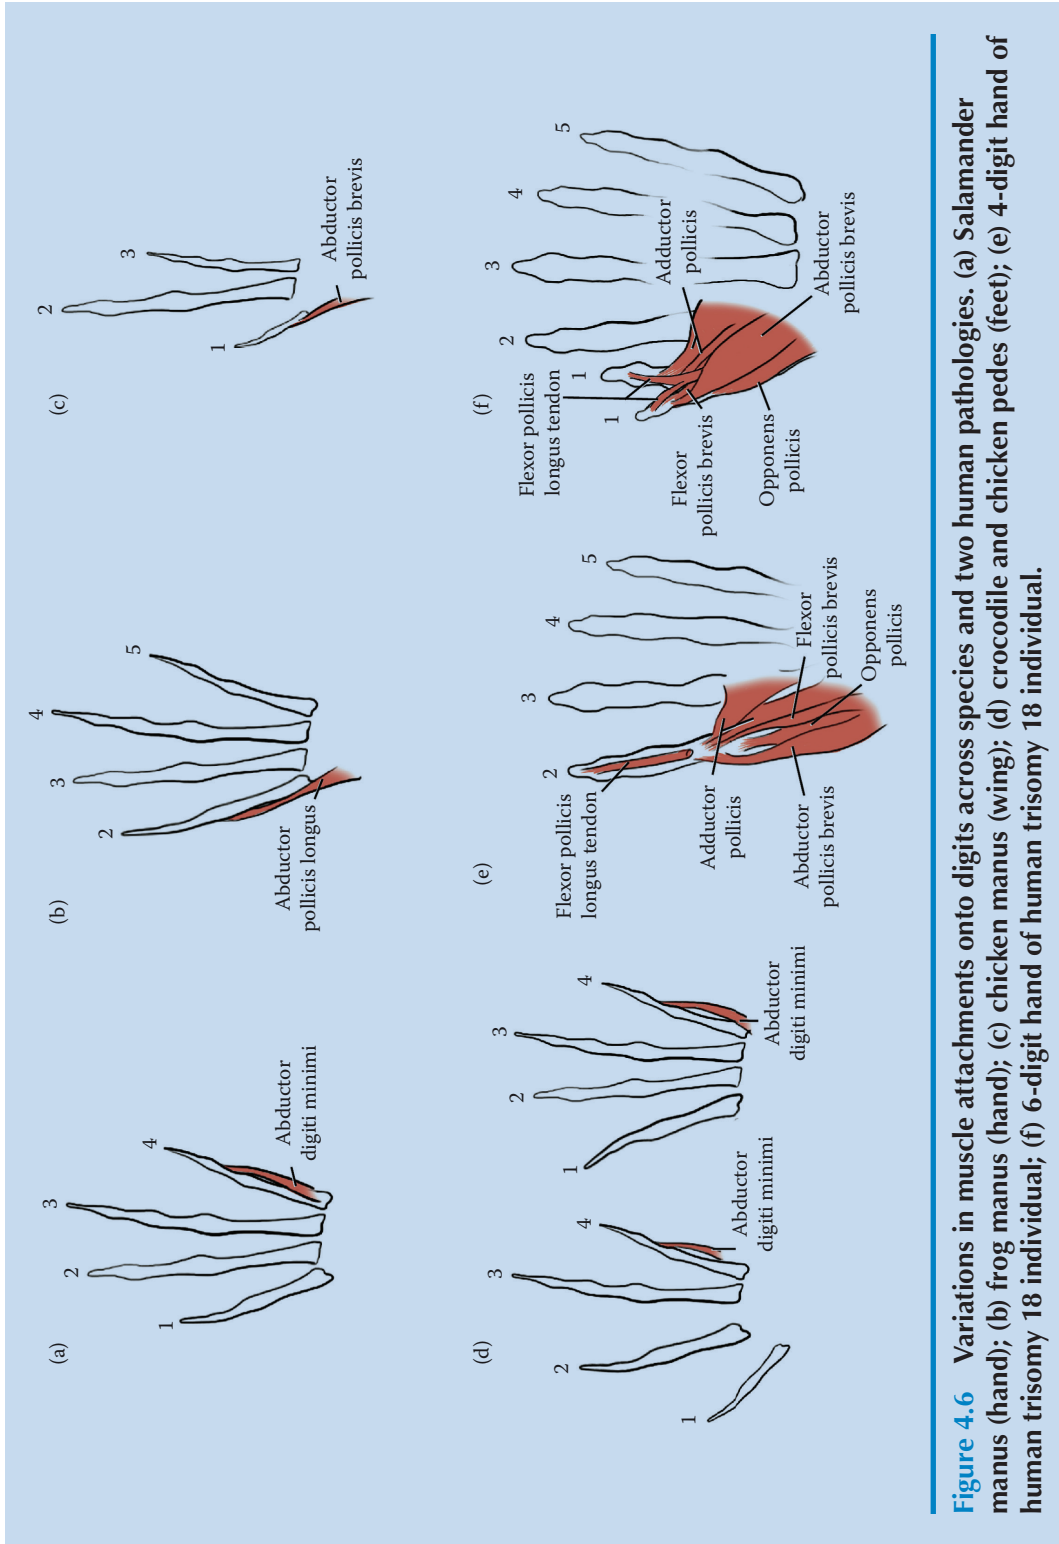 (a)
1
2
3
4
Abductor
digiti minimi
(b)
2
3
4
5
Abductor
pollicis longus
(c)
1
2
3
Abductor
pollicis brevis
(d)
1
2
3
4
Abductor
digiti minimi
1
2
3
4
Abductor
digiti minimi
(e)
2
3
4
5
Flexor pollicis
longus tendon
Adductor
pollicis
Abductor
pollicis brevis
Flexor
pollicis brevis
Opponens
pollicis
(f)
1
1
2
3
4
5
Flexor pollicis
longus tendon
Flexor
pollicis brevis
Opponens
pollicis
Adductor
pollicis
Abductor
pollicis brevis
Figure 4.6 Variations in muscle attachments onto digits across species and two human pathologies. (a) Salamander
manus (hand); (b) frog manus (hand); (c) chicken manus (wing); (d) crocodile and chicken pedes (feet); (e) 4-digit hand of
human trisomy 18 individual; (f) 6-digit hand of human trisomy 18 individual.